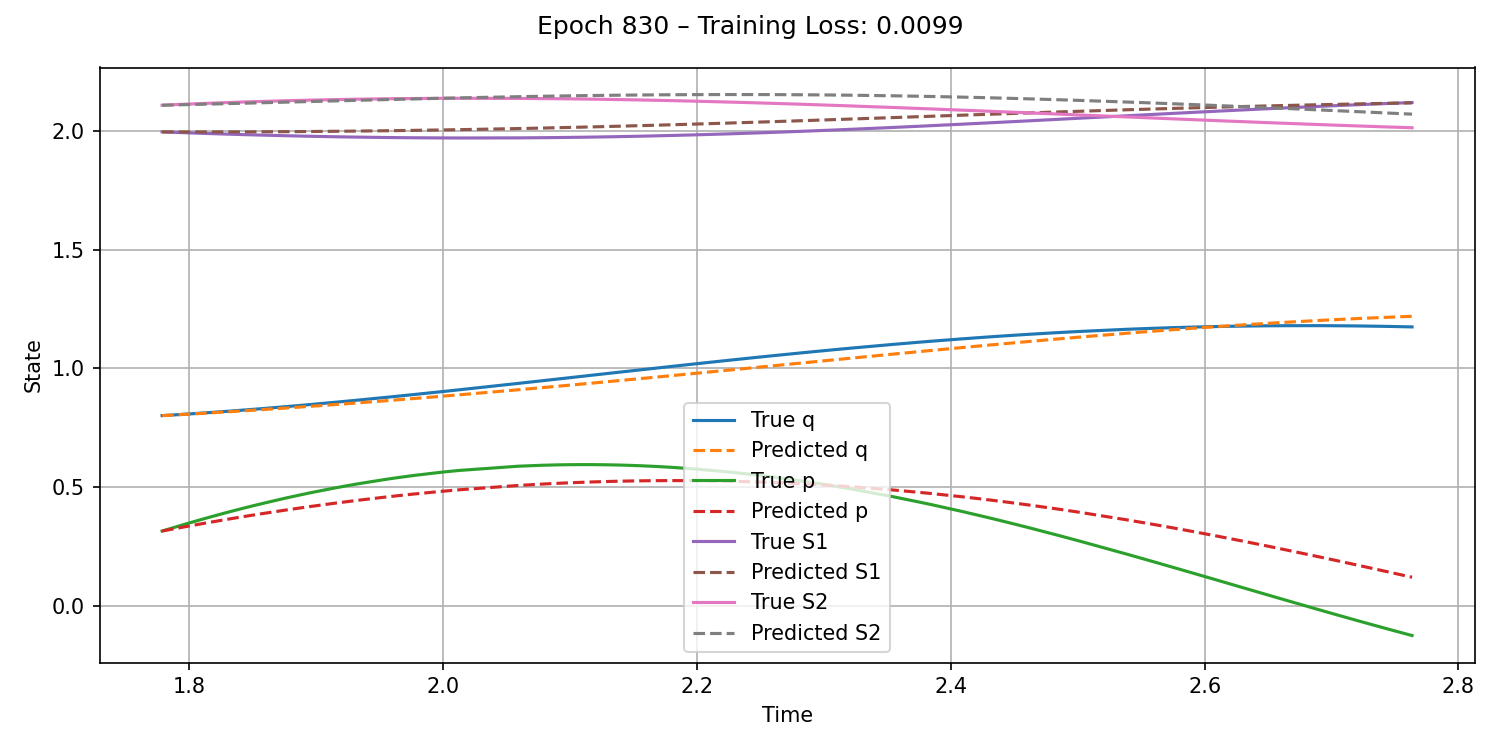 Epoch 830 – Training Loss: 0.0099
State
2.0
1.5
1.0
0.5
0.0
True q
Predicted q
True p
Predicted p
True S1
Predicted S1
True S2
Predicted S2
1.8 2.0 2.2 2.4 2.6 2.8
Time